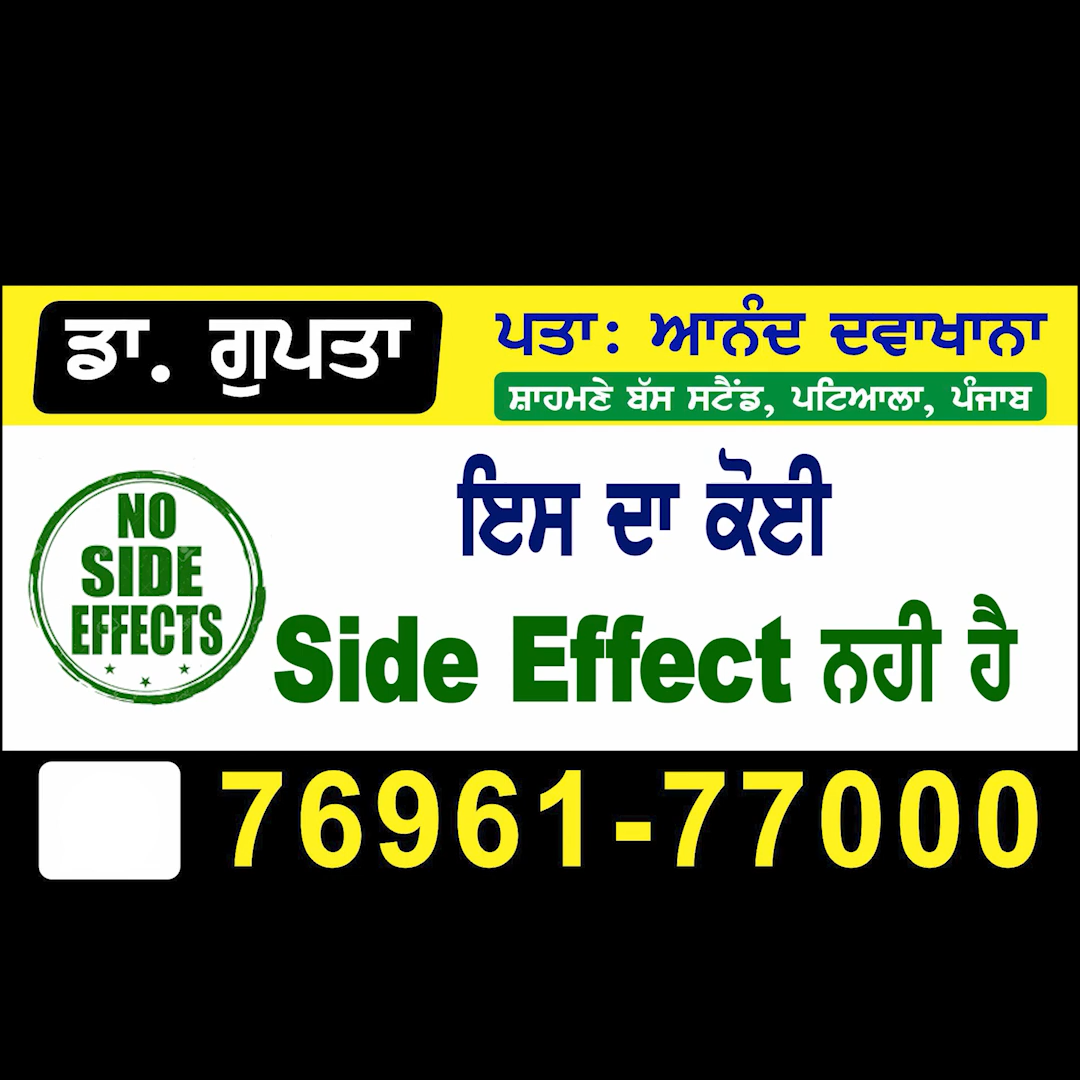 ਡਾ. ਗੁਪਤਾ
ਪਤਾ: ਆਨੰਦ ਦਵਾਖਾਨਾ
ਸ਼ਾਹਮਣੇ ਬੱਸ ਸਟੈਂਡ, ਪਟਿਆਲਾ, ਪੰਜਾਬ
NO
SIDE
EFFECTS
ਇਸ ਦਾ ਕੋਈ
Side Effect ਨਹੀ ਹੈ
76961-77000